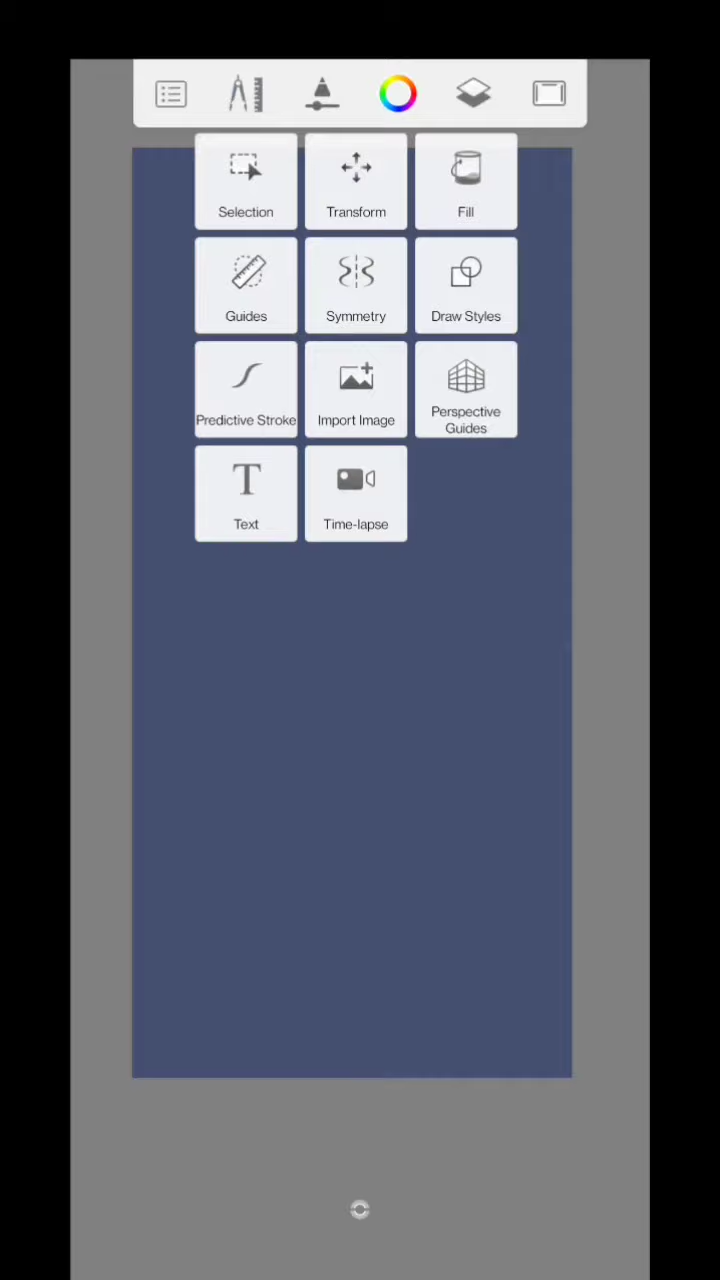 Selection
Transform
Fill
Guides
Symmetry
Draw Styles
Predictive Stroke
Import Image
Perspective
Guides
Text
Time-lapse